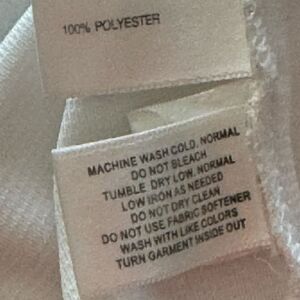 100% POLYESTER
MACHINE WASH COLD, NORMAL
DO NOT BLEACH
TUMBLE DRY LOW, NORMAL
LOW IRON AS NEEDED
DO NOT DRY CLEAN
DO NOT USE FABRIC SOFTENER
WASH WITH LIKE COLORS
TURN GARMENT INSIDE OUT